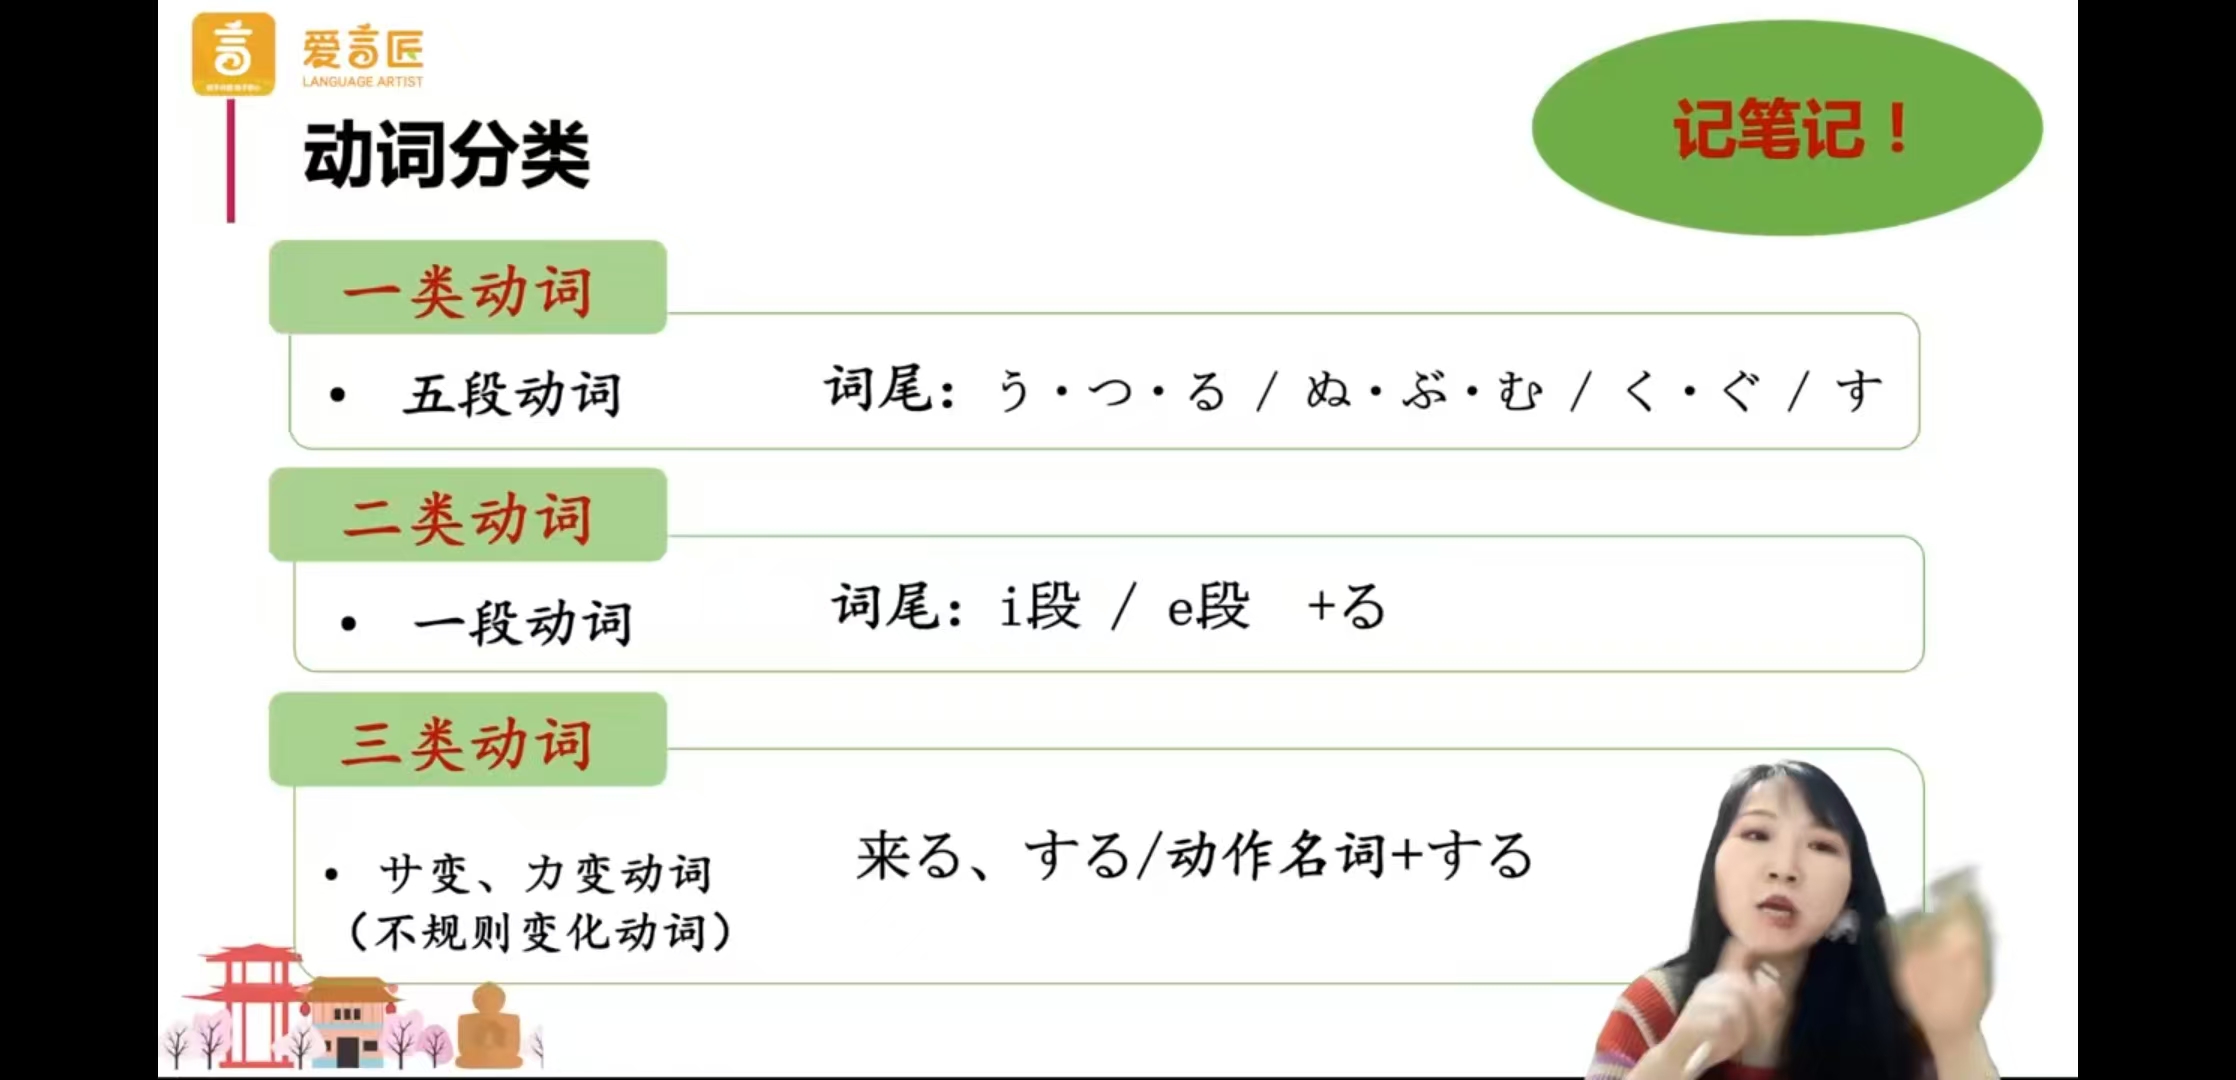 爱言匠
LANGUAGE ARTIST
动词分类
记笔记！
一类动词
• 五段动词 词尾：う・つ・る / ぬ・ぶ・む / く・ぐ / す
二类动词
• 一段动词 词尾：i段 / e段 +る
三类动词
• サ变、カ变动词 来る、する/动作名词+する
（不规则变化动词）